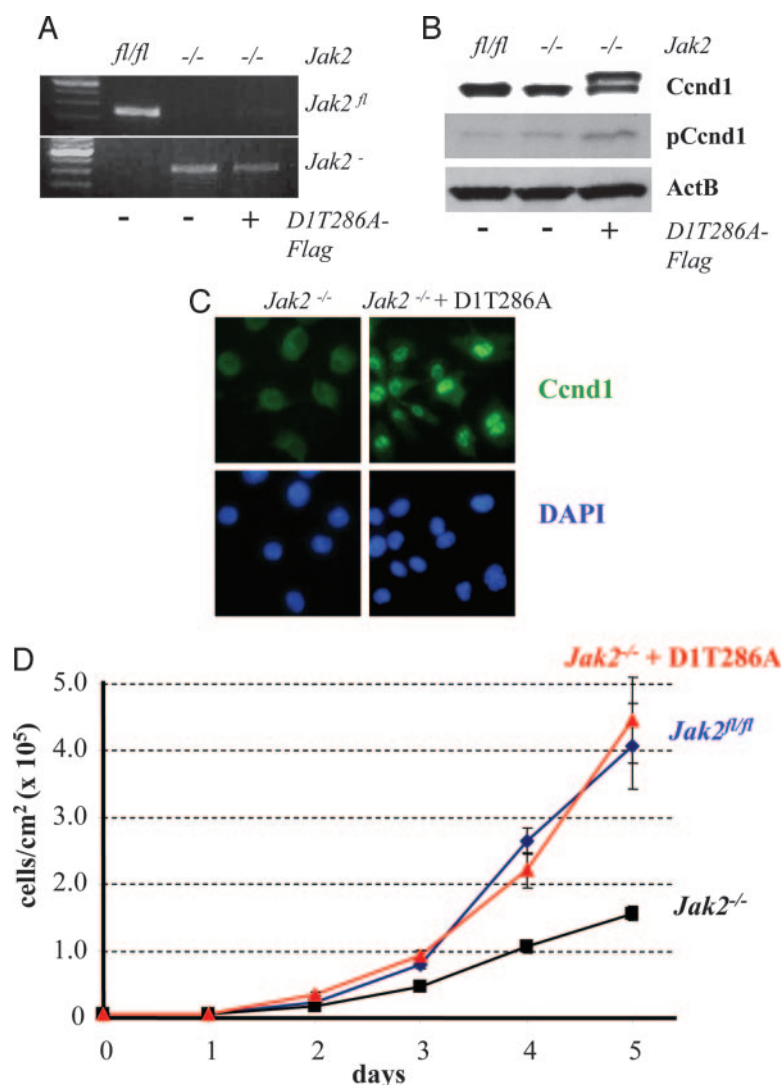 A
fl/fl -/- -/- Jak2
Jak2 fl
Jak2 -
- - + D1T286A-
Flag
B
fl/fl -/- -/- Jak2
Ccnd1
pCcnd1
ActB
- - + D1T286A-
Flag
C
Jak2 -/- Jak2 -/- + D1T286A
Ccnd1
DAPI
D
Jak2-/- + D1T286A
Jak2fl/fl
Jak2-/-
cells/cm2 (x 105)
5.0
4.0
3.0
2.0
1.0
0
0 1 2 3 4 5
days